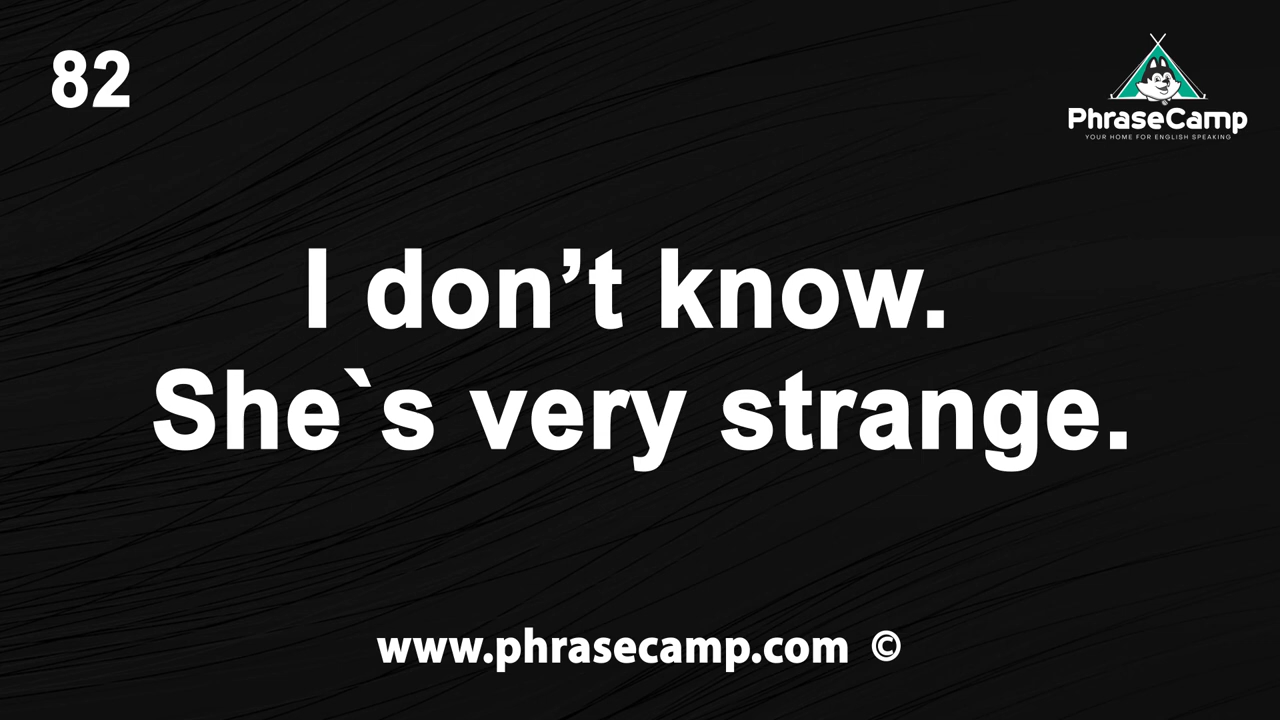 82
PhraseCamp
YOUR HOME FOR ENGLISH SPEAKING
I don’t know.
She`s very strange.
www.phrasecamp.com ©